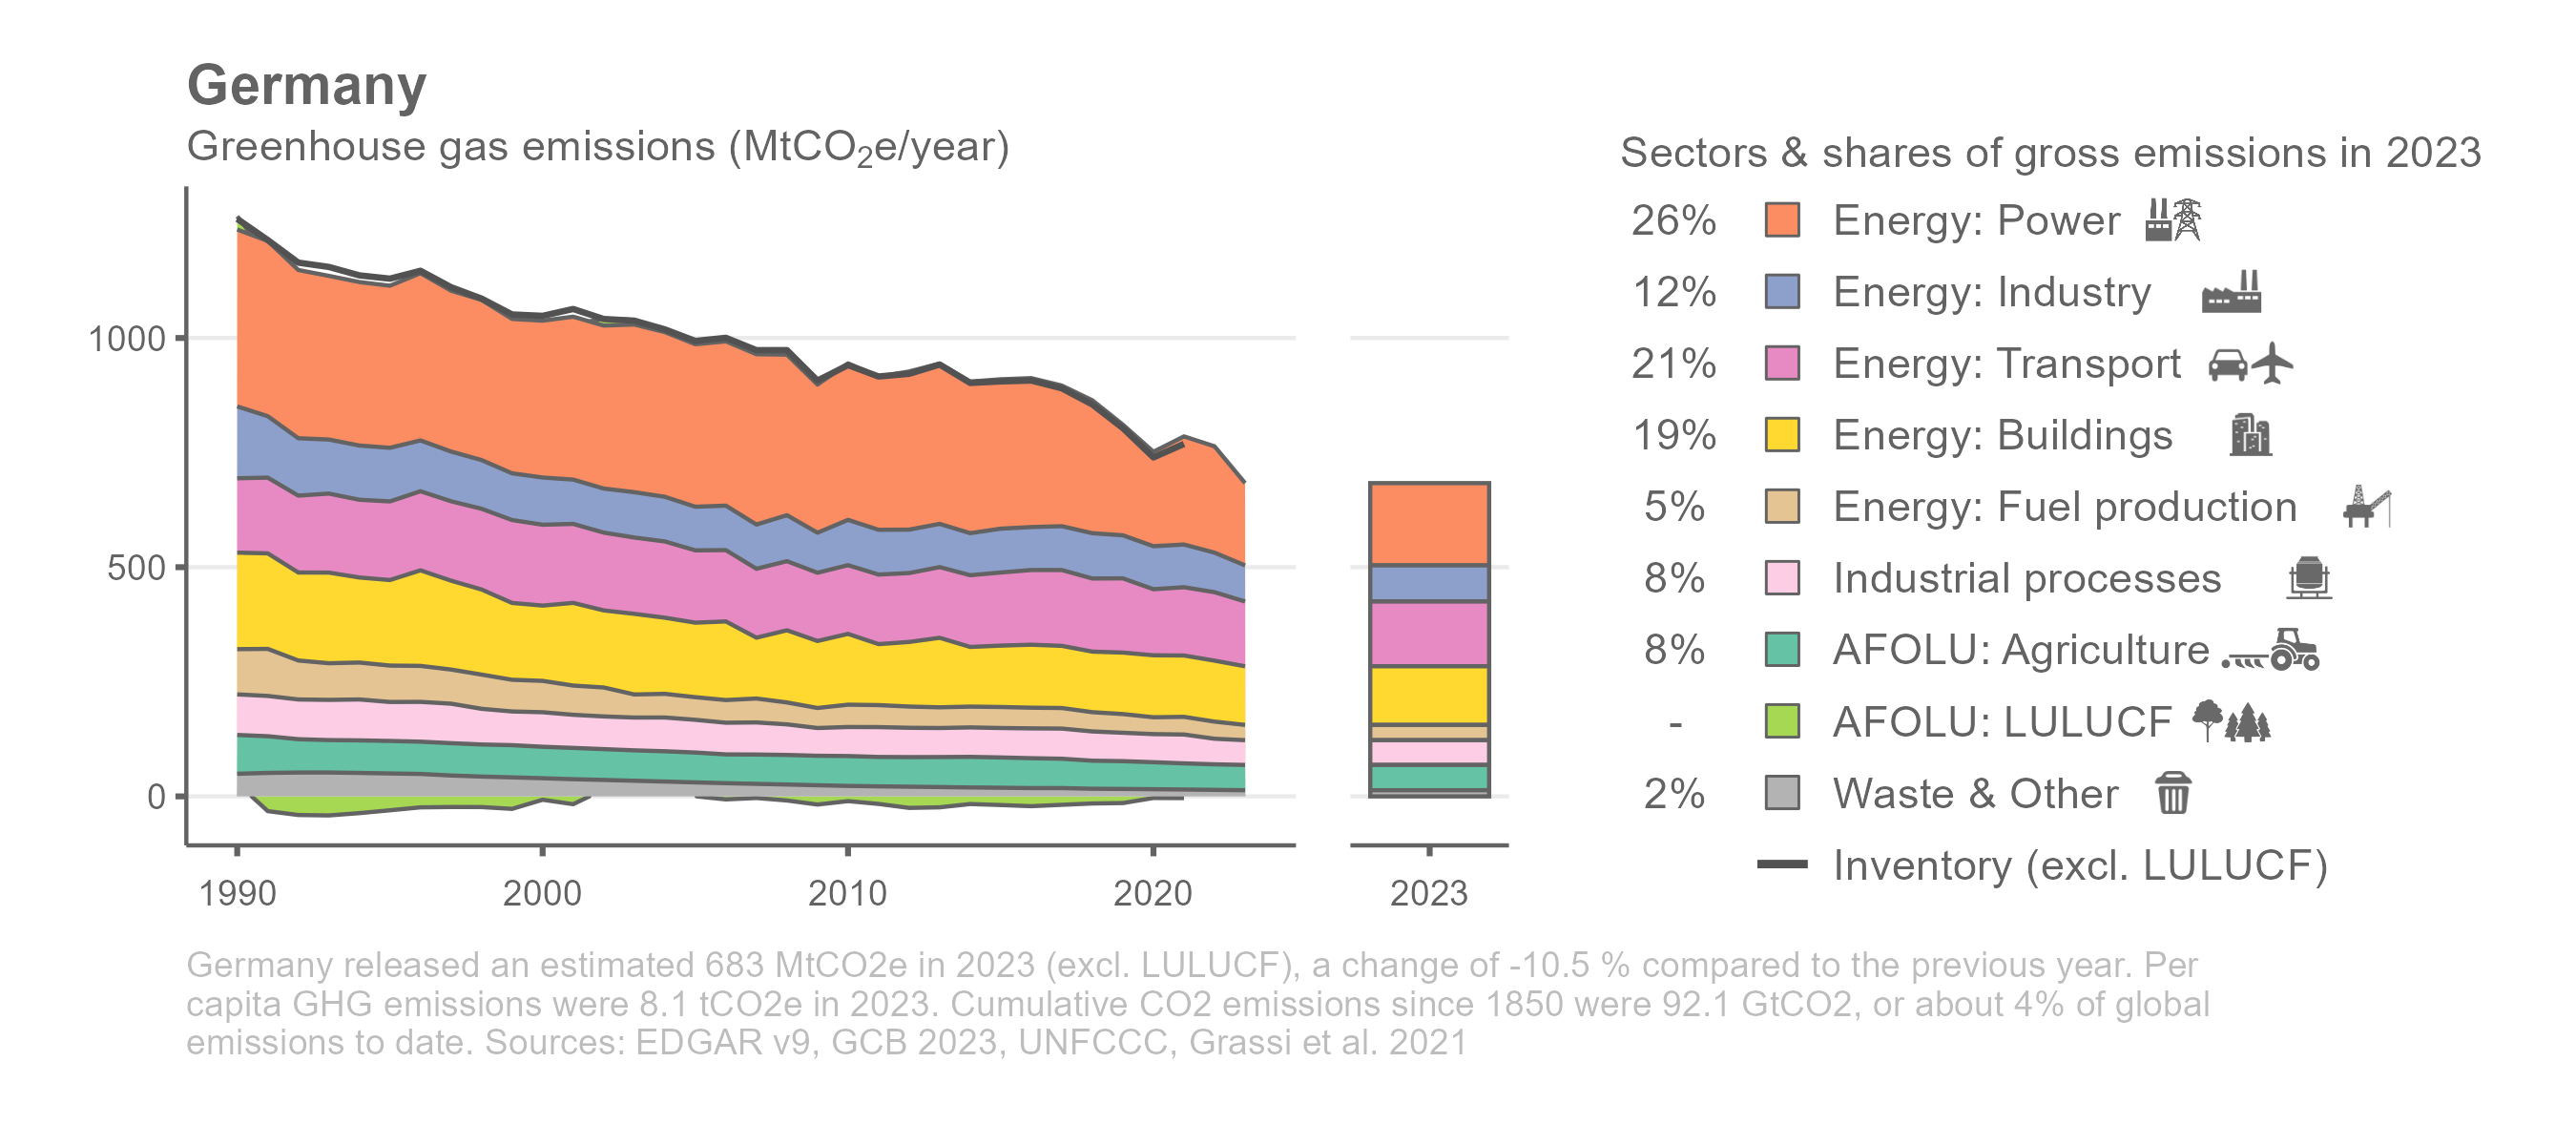 Germany
Greenhouse gas emissions (MtCO₂e/year)
1000
500
0
1990
2000
2010
2020
2023
Sectors & shares of gross emissions in 2023
26% Energy: Power
12% Energy: Industry
21% Energy: Transport
19% Energy: Buildings
5% Energy: Fuel production
8% Industrial processes
8% AFOLU: Agriculture
- AFOLU: LULUCF
2% Waste & Other
Inventory (excl. LULUCF)
Germany released an estimated 683 MtCO2e in 2023 (excl. LULUCF), a change of -10.5 % compared to the previous year. Per
capita GHG emissions were 8.1 tCO2e in 2023. Cumulative CO2 emissions since 1850 were 92.1 GtCO2, or about 4% of global
emissions to date. Sources: EDGAR v9, GCB 2023, UNFCCC, Grassi et al. 2021